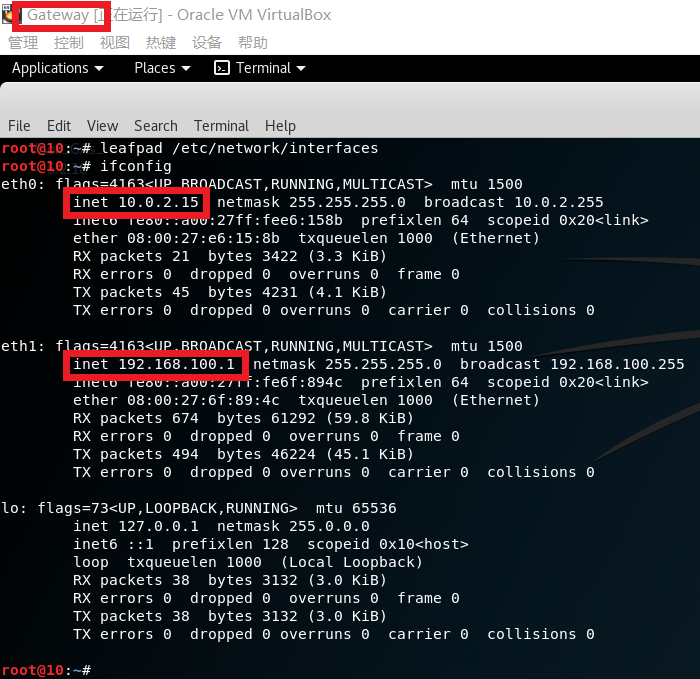 Gateway [正在运行] - Oracle VM VirtualBox
管理 控制 视图 热键 设备 帮助
Applications Places Terminal
File Edit View Search Terminal Help
root@10:~# leafpad /etc/network/interfaces
root@10:~# ifconfig
eth0: flags=4163<UP,BROADCAST,RUNNING,MULTICAST>  mtu 1500
        inet 10.0.2.15  netmask 255.255.255.0  broadcast 10.0.2.255
        inet6 fe80::a00:27ff:fee6:158b  prefixlen 64  scopeid 0x20<link>
        ether 08:00:27:e6:15:8b  txqueuelen 1000  (Ethernet)
        RX packets 21  bytes 3422 (3.3 KiB)
        RX errors 0  dropped 0  overruns 0  frame 0
        TX packets 45  bytes 4231 (4.1 KiB)
        TX errors 0  dropped 0 overruns 0  carrier 0  collisions 0
eth1: flags=4163<UP,BROADCAST,RUNNING,MULTICAST>  mtu 1500
        inet 192.168.100.1  netmask 255.255.255.0  broadcast 192.168.100.255
        inet6 fe80::a00:27ff:fe6f:894c  prefixlen 64  scopeid 0x20<link>
        ether 08:00:27:6f:89:4c  txqueuelen 1000  (Ethernet)
        RX packets 674  bytes 61292 (59.8 KiB)
        RX errors 0  dropped 0  overruns 0  frame 0
        TX packets 494  bytes 46224 (45.1 KiB)
        TX errors 0  dropped 0 overruns 0  carrier 0  collisions 0
lo: flags=73<UP,LOOPBACK,RUNNING>  mtu 65536
        inet 127.0.0.1  netmask 255.0.0.0
        inet6 ::1  prefixlen 128  scopeid 0x10<host>
        loop  txqueuelen 1000  (Local Loopback)
        RX packets 38  bytes 3132 (3.0 KiB)
        RX errors 0  dropped 0  overruns 0  frame 0
        TX packets 38  bytes 3132 (3.0 KiB)
        TX errors 0  dropped 0 overruns 0  carrier 0  collisions 0
root@10:~#